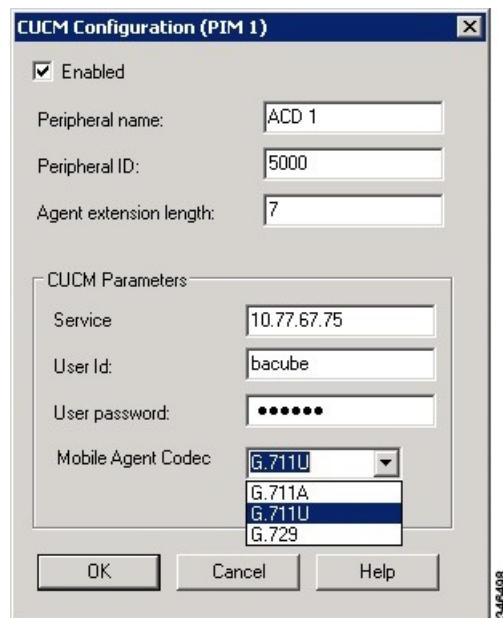 CUCM Configuration (PIM 1)
Enabled
Peripheral name: ACD 1
Peripheral ID: 5000
Agent extension length: 7
CUCM Parameters
Service 10.77.67.75
User Id: bacube
User password: ●●●●●●
Mobile Agent Codec G.711U
G.711A
G.711U
G.729
OK Cancel Help
346498